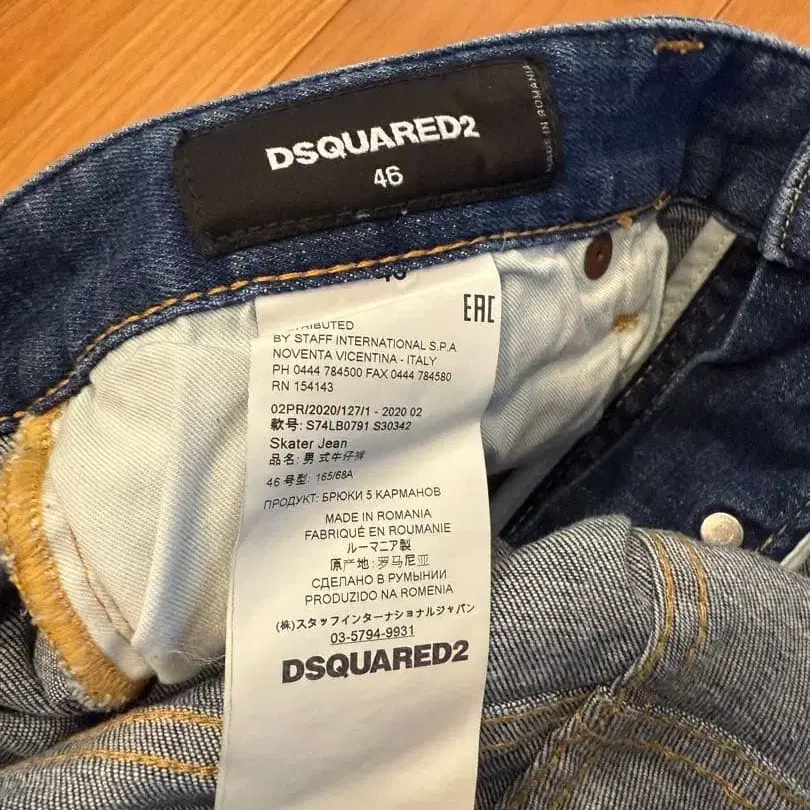 DSQUARED2
46
MADE IN ROMANIA
EAC
DISTRIBUTED
BY STAFF INTERNATIONAL S.P.A.
NOVENTA VICENTINA - ITALY
PH 0444 784500 FAX 0444 784580
RN 154143
02PR/2020/127/1 - 2020 02
款号: S74LB0791 S30342
Skater Jean
品名: 男式牛仔裤
46 号型: 165/68A
ПРОДУКТ: БРЮКИ 5 КАРМАНОВ
MADE IN ROMANIA
FABRIQUÉ EN ROUMANIE
ルーマニア製
原产地: 罗马尼亚
СДЕЛАНО В РУМЫНИИ
PRODUZIDO NA ROMENIA
(株)スタッフインターナショナルジャパン
03-5794-9931
DSQUARED2